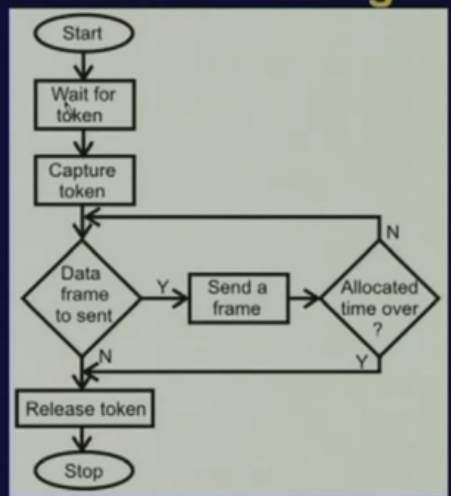 Start
Wait for
token
Capture
token
N
Data
frame
to sent
Y
Send a
frame
Allocated
time over
?
N
Y
Release token
Stop